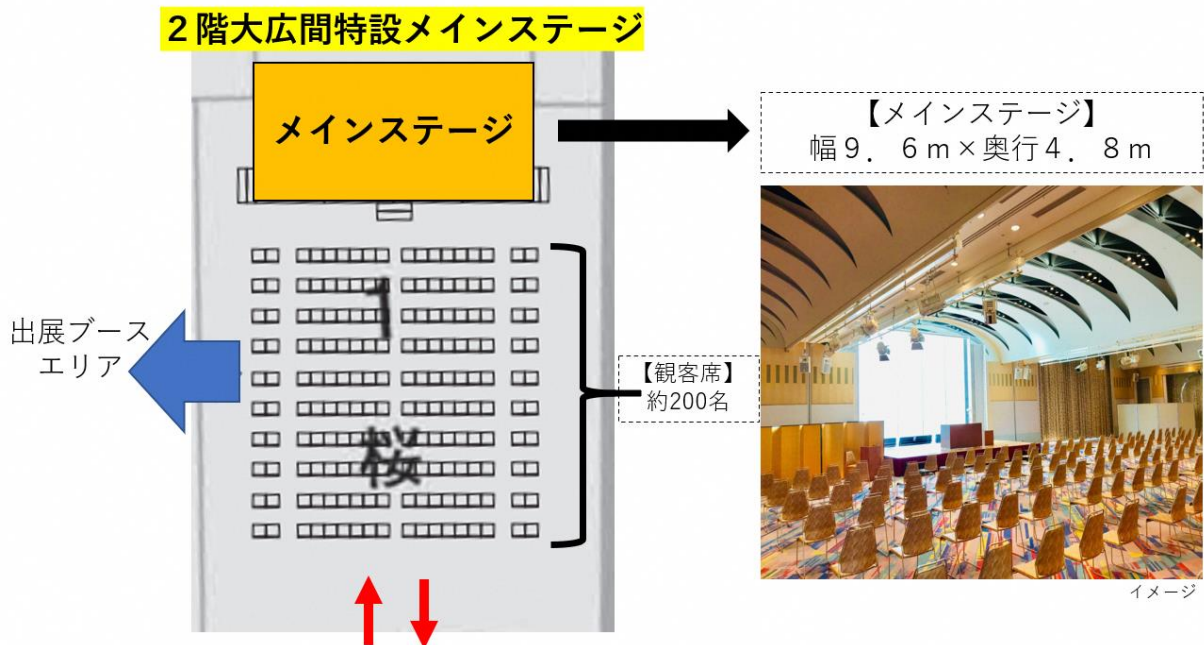 ２階大広間特設メインステージ
メインステージ
【メインステージ】
幅９．６ｍ×奥行４．８ｍ
出展ブース
エリア
1
桜
【観客席】
約200名
イメージ